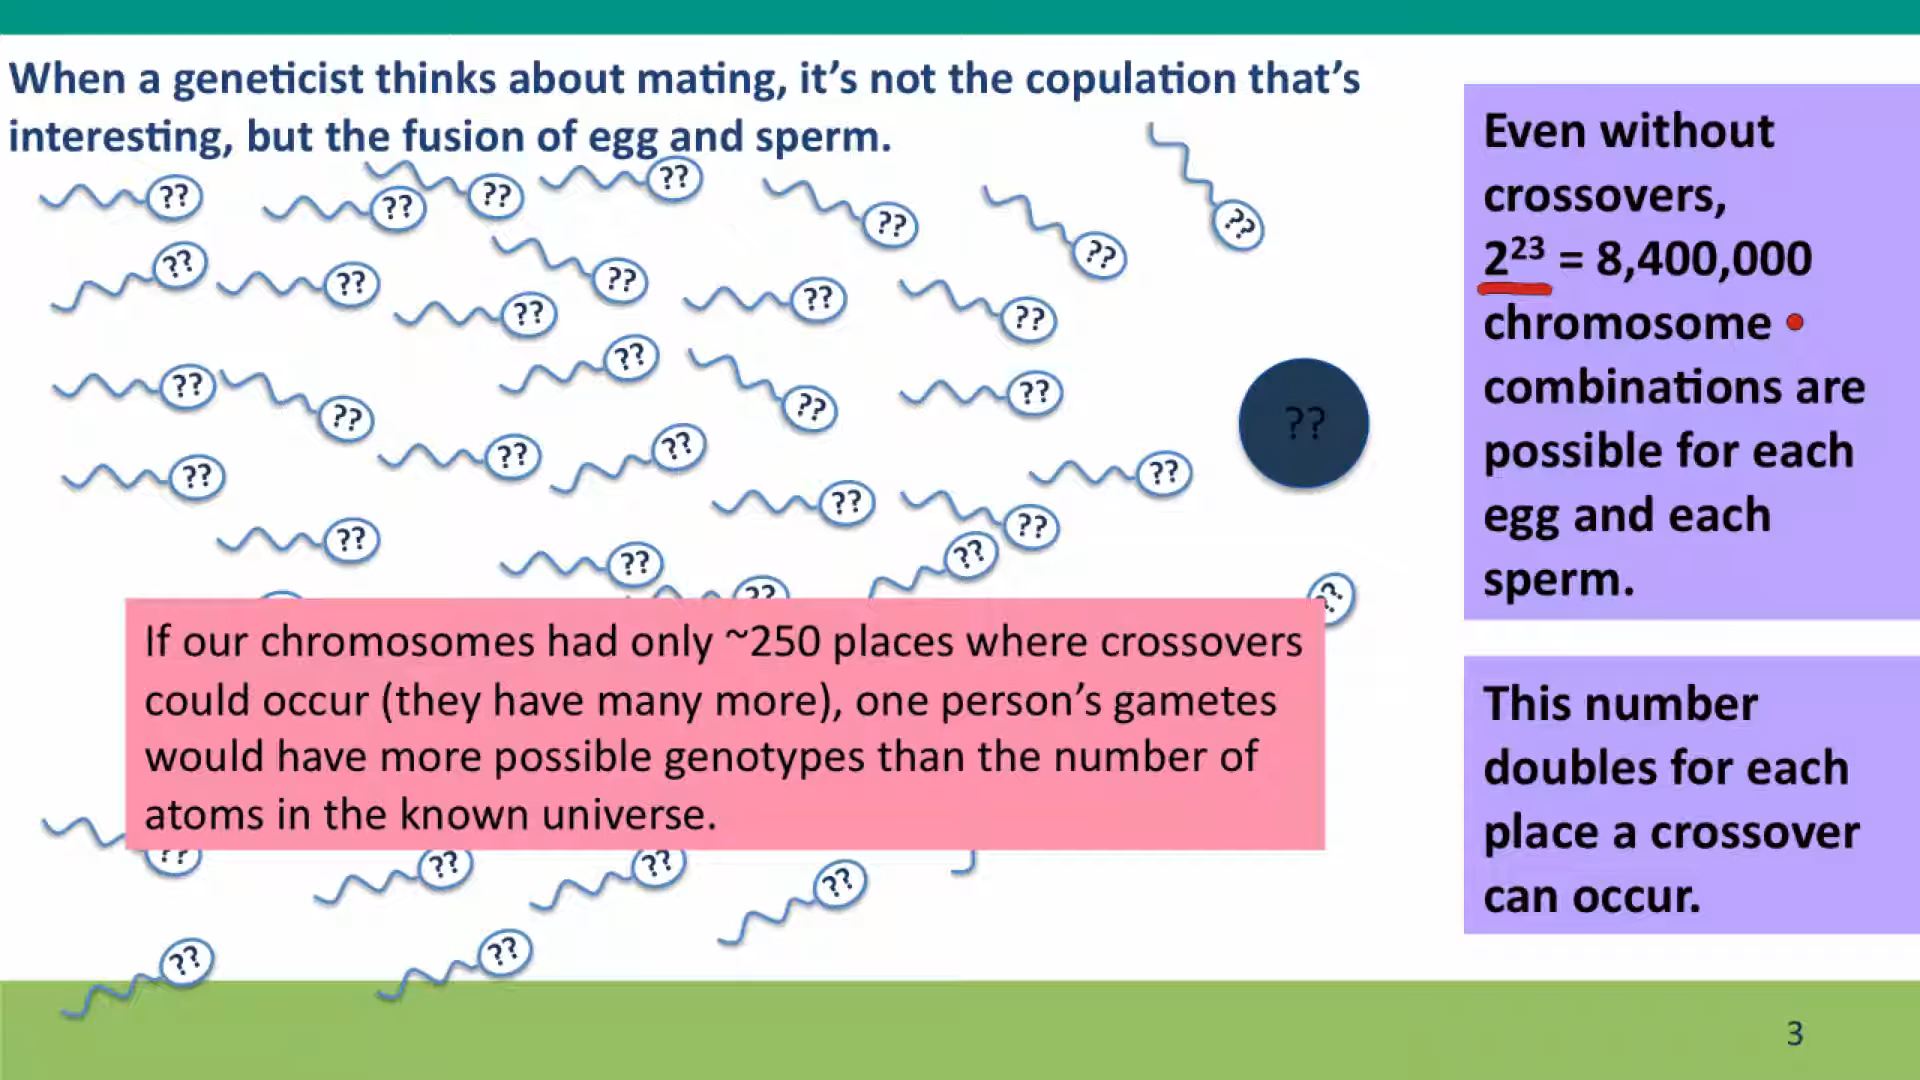 When a geneticist thinks about mating, it’s not the copulation that’s
interesting, but the fusion of egg and sperm.
?? ?? ?? ?? ?? ?? ??
?? ?? ?? ?? ?? ??
?? ?? ?? ?? ??
?? ?? ?? ?? ?? ??
?? ?? ?? ?? ??
?? ??
Even without
crossovers,
2²³ = 8,400,000
chromosome
combinations are
possible for each
egg and each
sperm.
If our chromosomes had only ~250 places where crossovers
could occur (they have many more), one person’s gametes
would have more possible genotypes than the number of
atoms in the known universe.
This number
doubles for each
place a crossover
can occur.
?? ?? ?? ??
?? ??
3